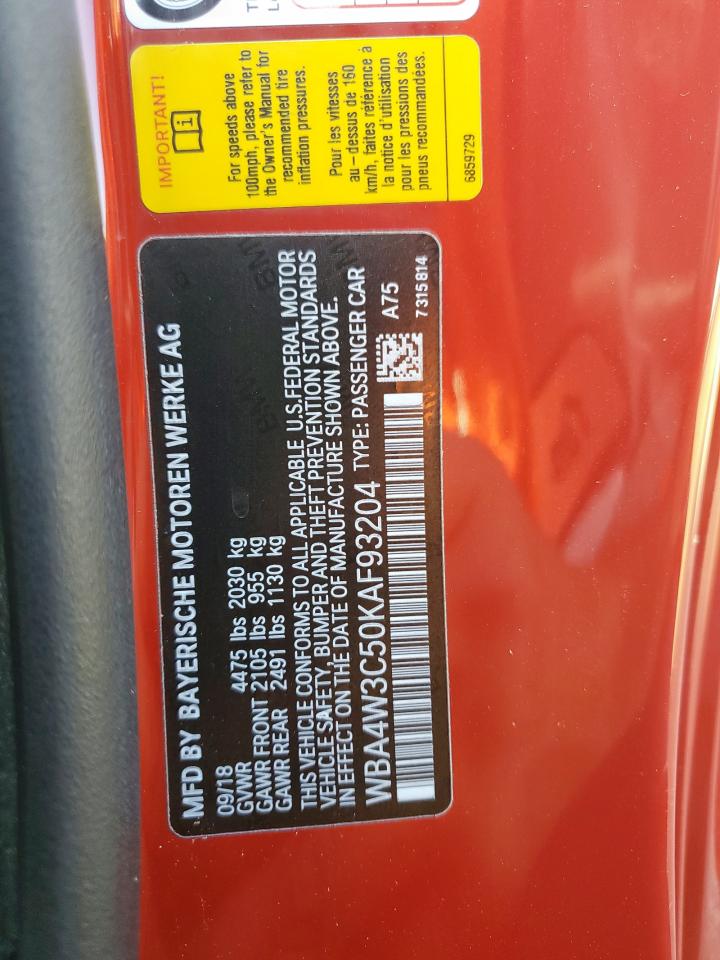 MFD BY BAYERISCHE MOTOREN WERKE AG
09/18
GVWR 4475 lbs 2030 kg
GAWR FRONT 2105 lbs 955 kg
GAWR REAR 2491 lbs 1130 kg
THIS VEHICLE CONFORMS TO ALL APPLICABLE U.S.FEDERAL MOTOR
VEHICLE SAFETY, BUMPER AND THEFT PREVENTION STANDARDS
IN EFFECT ON THE DATE OF MANUFACTURE SHOWN ABOVE.
WBA4W3C50KAF93204 TYPE: PASSENGER CAR
A75
7315814
IMPORTANT!
For speeds above
100mph, please refer to
the Owner's Manual for
recommended tire
inflation pressures.
Pour les vitesses
au-dessus de 160
km/h, faites référence à
la notice d'utilisation
pour les pressions des
pneus recommandées.
6859729